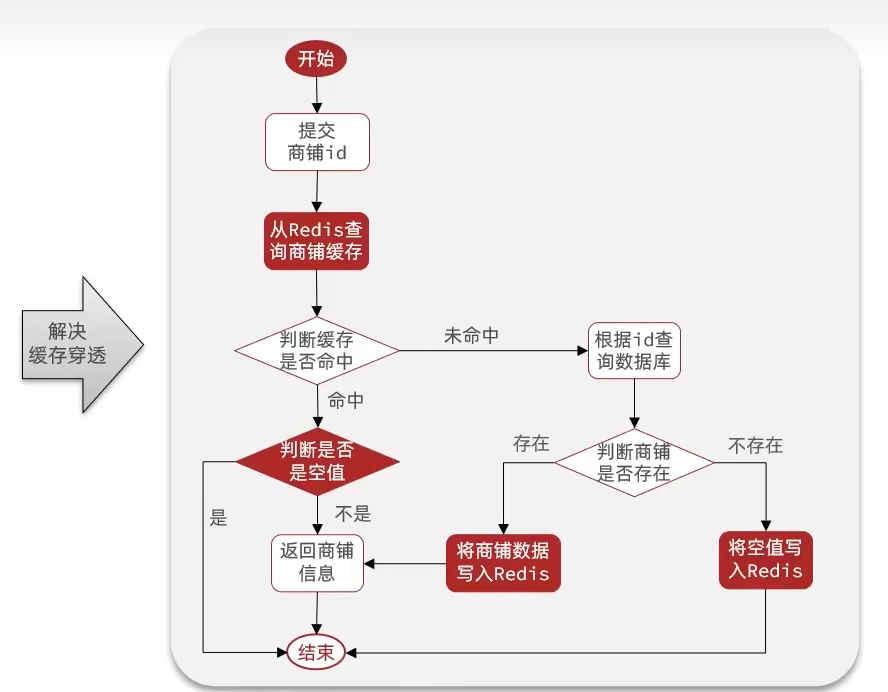 开始
提交
商铺id
从Redis查
询商铺缓存
解决
缓存穿透
判断缓存
是否命中
未命中
根据id查
询数据库
命中
判断是否
是空值
存在
判断商铺
是否存在
不存在
是
不是
返回商铺
信息
将商铺数据
写入Redis
将空值写
入Redis
结束